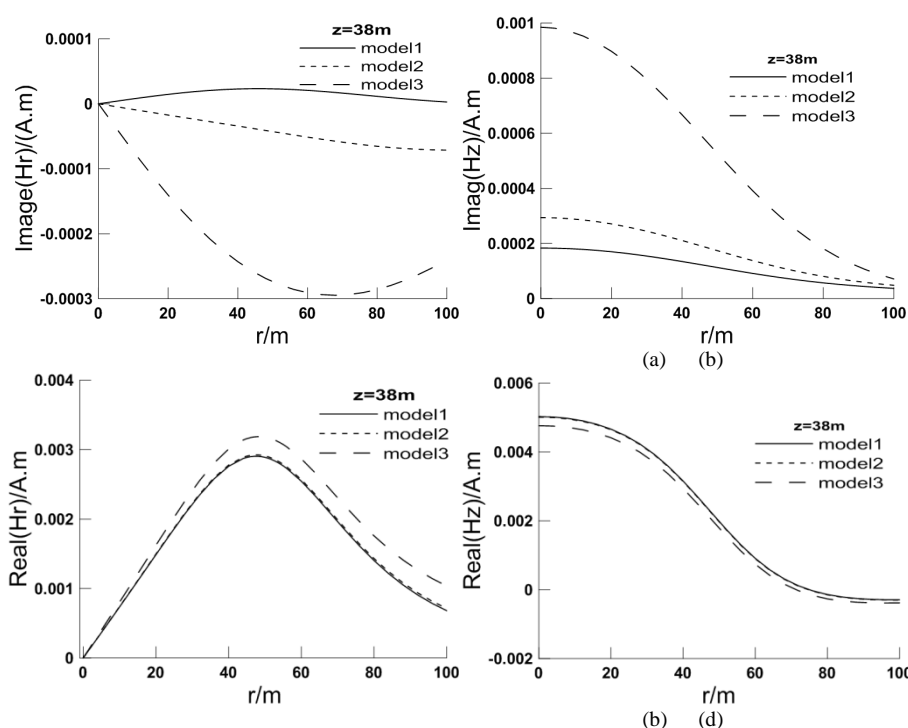 0.0001
0
-0.0001
-0.0002
-0.0003
Image(Hr)/(A.m)
z=38m
model1
model2
model3
0 20 40 60 80 100
r/m
0.001
0.0008
0.0006
0.0004
0.0002
0
Imag(Hz)/A.m
z=38m
model1
model2
model3
0 20 40 60 80 100
r/m
(a) (b)
0.004
0.003
0.002
0.001
0
Real(Hr)/A.m
z=38m
model1
model2
model3
0 20 40 60 80 100
r/m
0.006
0.004
0.002
0
-0.002
Real(Hz)/A.m
z=38m
model1
model2
model3
0 20 40 60 80 100
r/m
(b) (d)